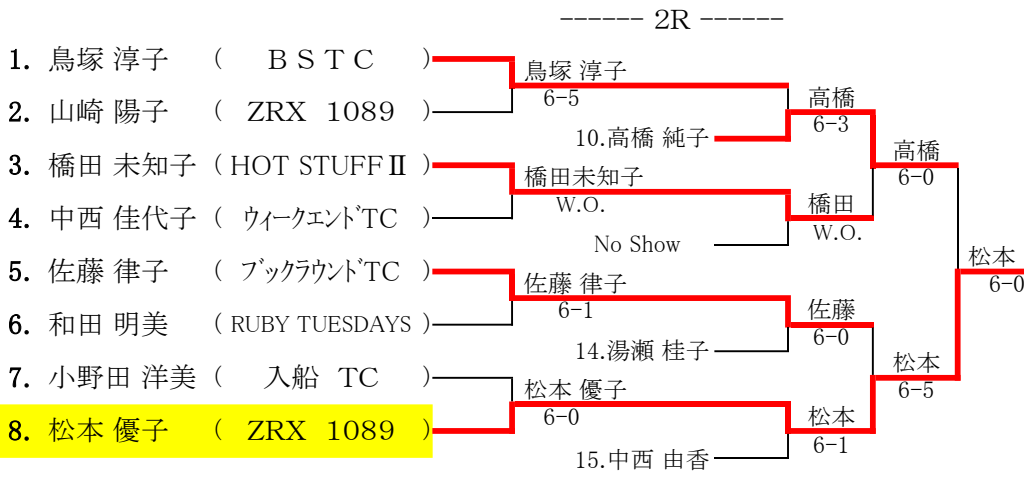 ------ 2R ------
1. 鳥塚 淳子 ( B S T C )
2. 山崎 陽子 ( ZRX 1089 )
3. 橋田 未知子 ( HOT STUFFⅡ )
4. 中西 佳代子 ( ウィークエンドTC )
5. 佐藤 律子 ( ブックラウンドTC )
6. 和田 明美 ( RUBY TUESDAYS )
7. 小野田 洋美 ( 入船 TC )
8. 松本 優子 ( ZRX 1089 )
鳥塚 淳子
6-5
10.高橋 純子
橋田未知子
W.O.
No Show
佐藤 律子
6-1
14.湯瀬 桂子
松本 優子
6-0
15.中西 由香
高橋
6-3
橋田
W.O.
佐藤
6-0
松本
6-1
高橋
6-0
松本
6-5
松本
6-0